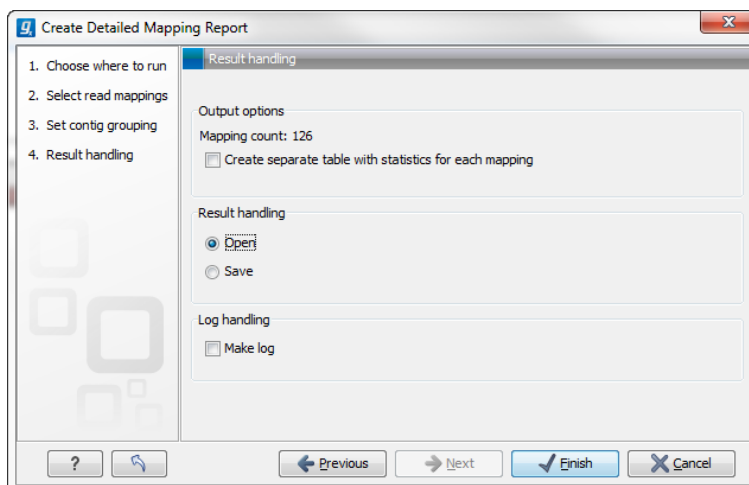 Create Detailed Mapping Report
1. Choose where to run
2. Select read mappings
3. Set contig grouping
4. Result handling
Result handling
Output options
Mapping count: 126
Create separate table with statistics for each mapping
Result handling
Open
Save
Log handling
Make log
?
Previous
Next
Finish
Cancel